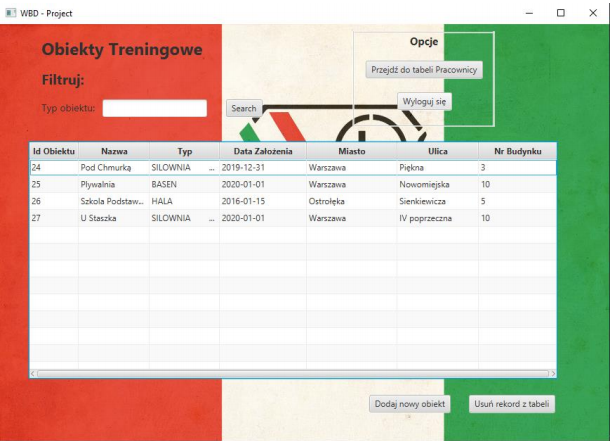 WBD - Project
Obiekty Treningowe
Opcje
Filtruj:
Przejdź do tabeli Pracownicy
Typ obiektu:
Search
Wyloguj się
Id Obiektu Nazwa Typ Data Założenia Miasto Ulica Nr Budynku
24 Pod Chmurką SILOWNIA ... 2019-12-31 Warszawa Piękna 3
25 Plywalnia BASEN 2020-01-01 Warszawa Nowomiejska 10
26 Szkola Podstaw... HALA 2016-01-15 Ostrołęka Sienkiewicza 5
27 U Staszka SILOWNIA ... 2020-01-01 Warszawa IV poprzeczna 10
Dodaj nowy obiekt Usuń rekord z tabeli